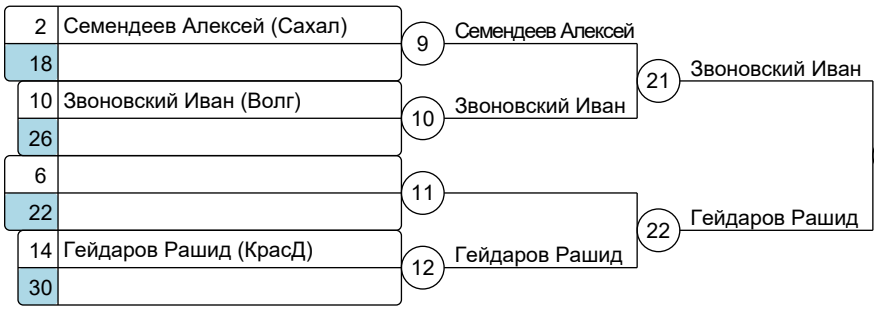 2 Семендеев Алексей (Сахал)
18
9
Семендеев Алексей
10 Звоновский Иван (Волг)
26
10
Звоновский Иван
21
Звоновский Иван
6
22
11
14 Гейдаров Рашид (КрасД)
30
12
Гейдаров Рашид
22
Гейдаров Рашид